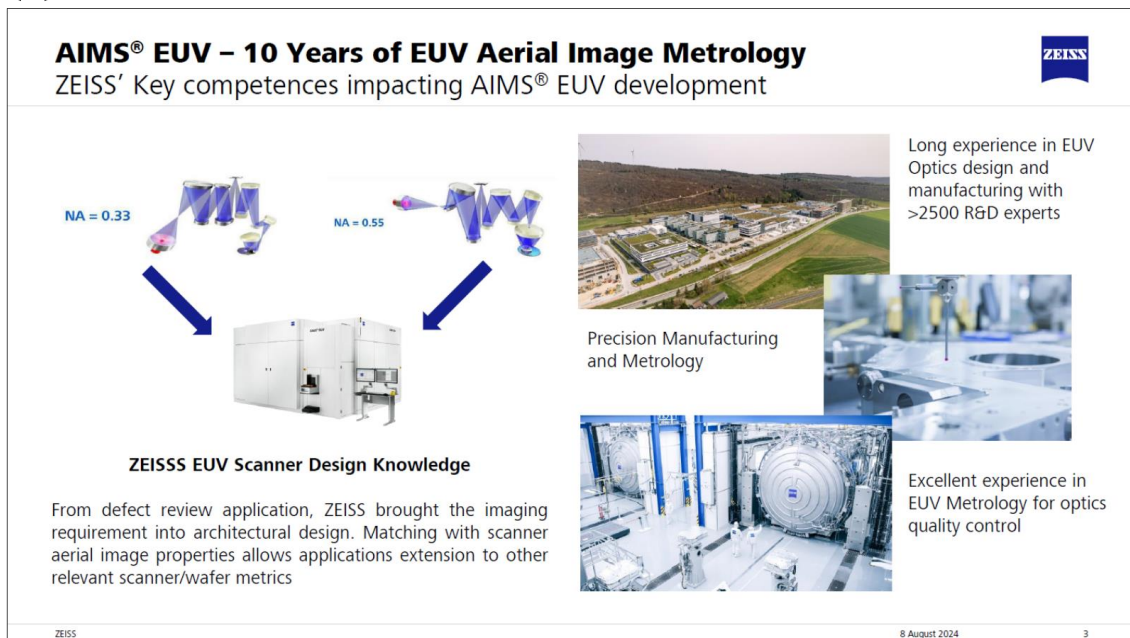 AIMS® EUV – 10 Years of EUV Aerial Image Metrology
ZEISS’ Key competences impacting AIMS® EUV development
ZEISS
NA = 0.33
NA = 0.55
ZEISSS EUV Scanner Design Knowledge
From defect review application, ZEISS brought the imaging
requirement into architectural design. Matching with scanner
aerial image properties allows applications extension to other
relevant scanner/wafer metrics
Long experience in EUV
Optics design and
manufacturing with
>2500 R&D experts
Precision Manufacturing
and Metrology
Excellent experience in
EUV Metrology for optics
quality control
ZEISS
8 August 2024
3